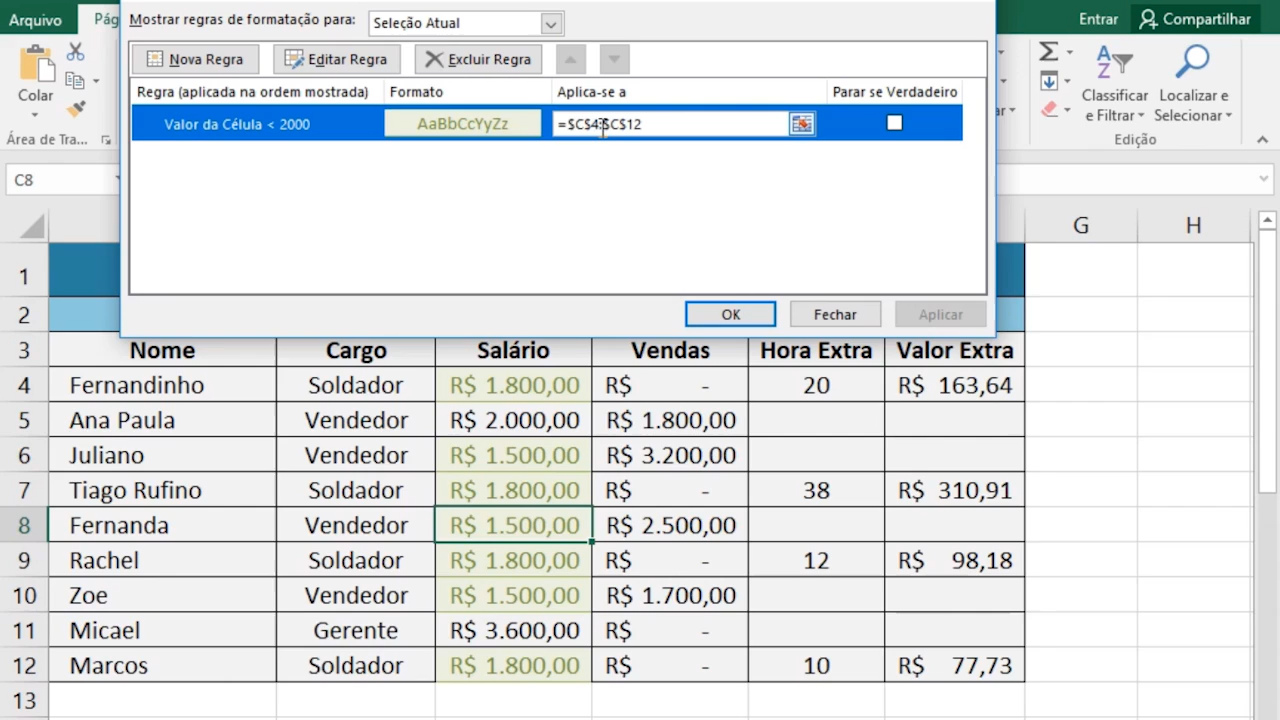 Arquivo Pág Entrar Compartilhar
Mostrar regras de formatação para: Seleção Atual
Nova Regra Editar Regra Excluir Regra
Regra (aplicada na ordem mostrada) Formato Aplica-se a Parar se Verdadeiro
Valor da Célula < 2000 AaBbCcYyZz =$C$4:$C$12
Colar Classificar e Filtrar Localizar e Selecionar
Área de Tra... Edição
C8
OK Fechar Aplicar
G H
1
2
3 Nome Cargo Salário Vendas Hora Extra Valor Extra
4 Fernandinho Soldador R$ 1.800,00 R$ - 20 R$ 163,64
5 Ana Paula Vendedor R$ 2.000,00 R$ 1.800,00
6 Juliano Vendedor R$ 1.500,00 R$ 3.200,00
7 Tiago Rufino Soldador R$ 1.800,00 R$ - 38 R$ 310,91
8 Fernanda Vendedor R$ 1.500,00 R$ 2.500,00
9 Rachel Soldador R$ 1.800,00 R$ - 12 R$ 98,18
10 Zoe Vendedor R$ 1.500,00 R$ 1.700,00
11 Micael Gerente R$ 3.600,00 R$ -
12 Marcos Soldador R$ 1.800,00 R$ - 10 R$ 77,73
13